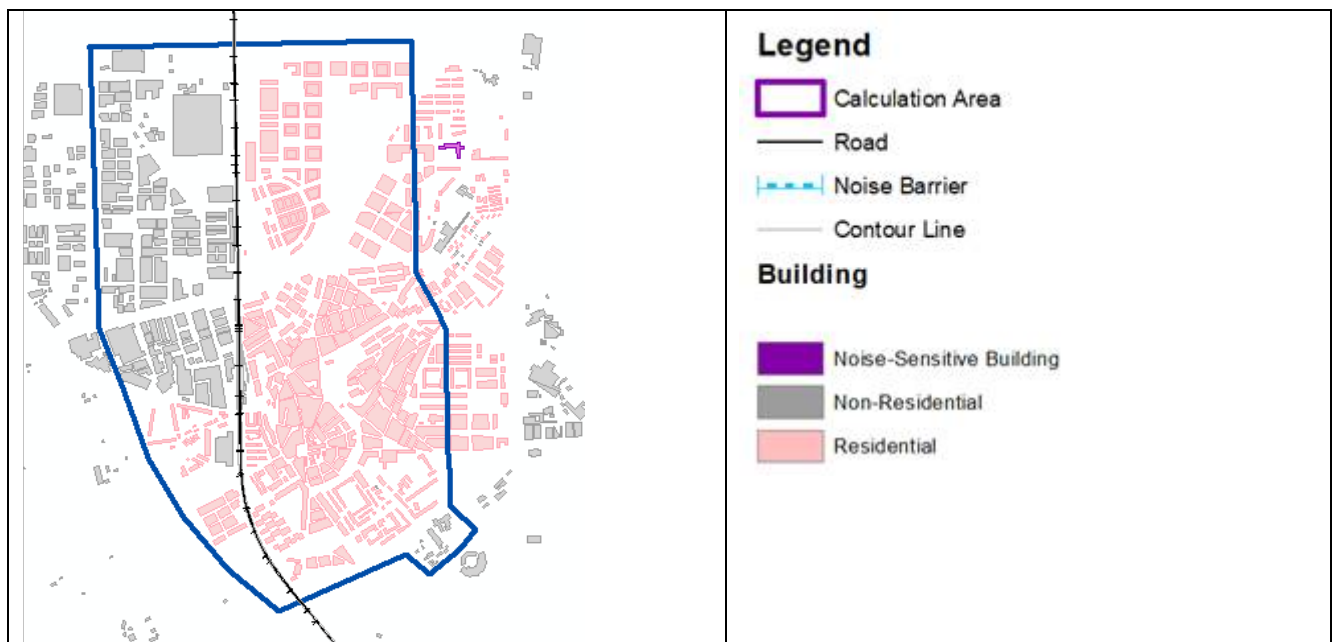 Legend
Calculation Area
Road
Noise Barrier
Contour Line
Building
Noise-Sensitive Building
Non-Residential
Residential